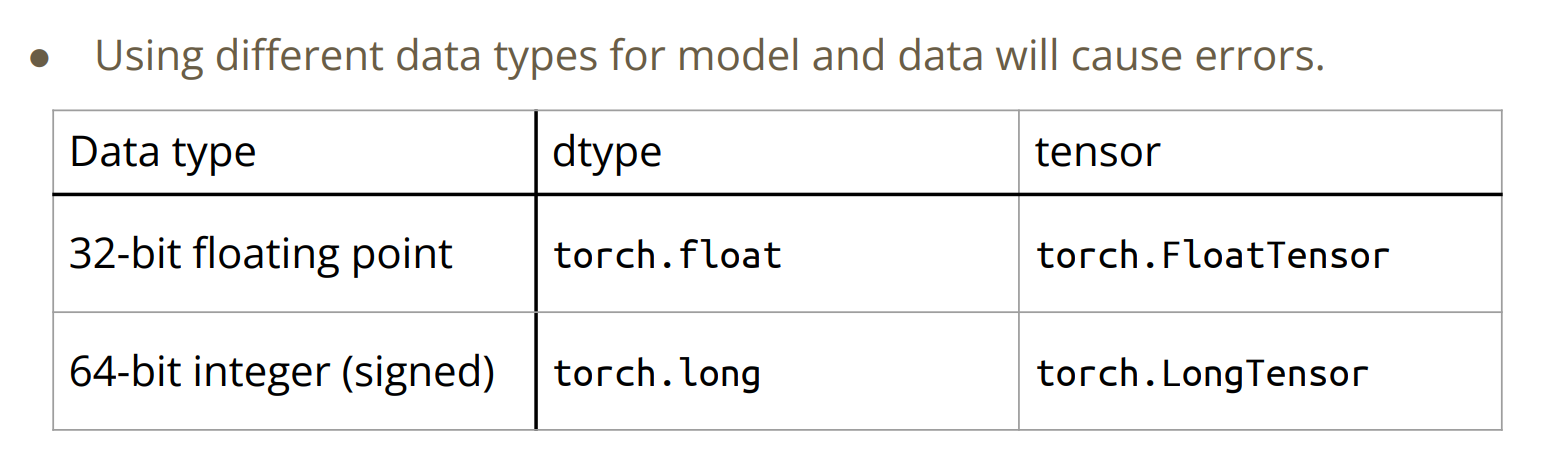 ● Using different data types for model and data will cause errors.
Data type dtype tensor
32-bit floating point torch.float torch.FloatTensor
64-bit integer (signed) torch.long torch.LongTensor